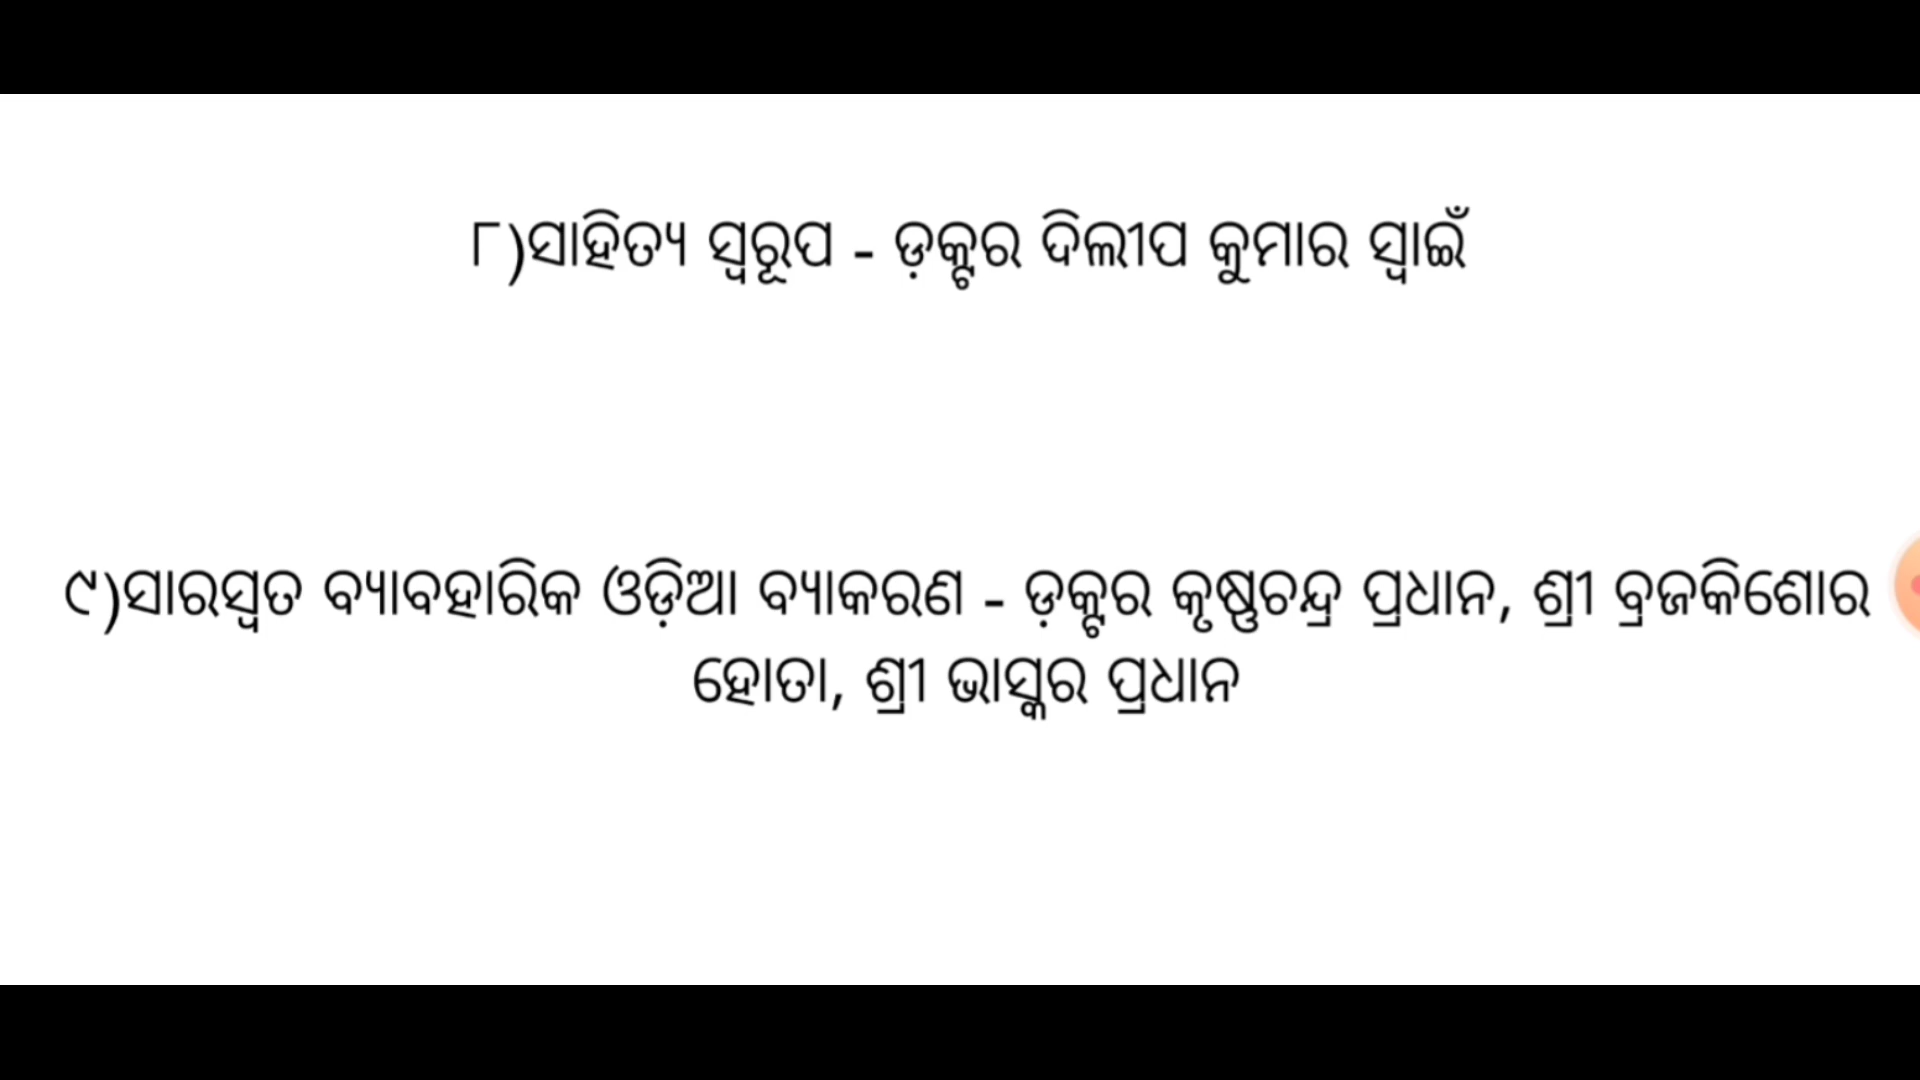 ୮)ସାହିତ୍ୟ ସ୍ୱରୂପ - ଡ଼କ୍ଟର ଦିଲୀପ କୁମାର ସ୍ୱାଇଁ
୯)ସାରସ୍ୱତ ବ୍ୟାବହାରିକ ଓଡ଼ିଆ ବ୍ୟାକରଣ - ଡ଼କ୍ଟର କୃଷ୍ଣଚନ୍ଦ୍ର ପ୍ରଧାନ, ଶ୍ରୀ ବ୍ରଜକିଶୋର
ହୋତା, ଶ୍ରୀ ଭାସ୍କର ପ୍ରଧାନ